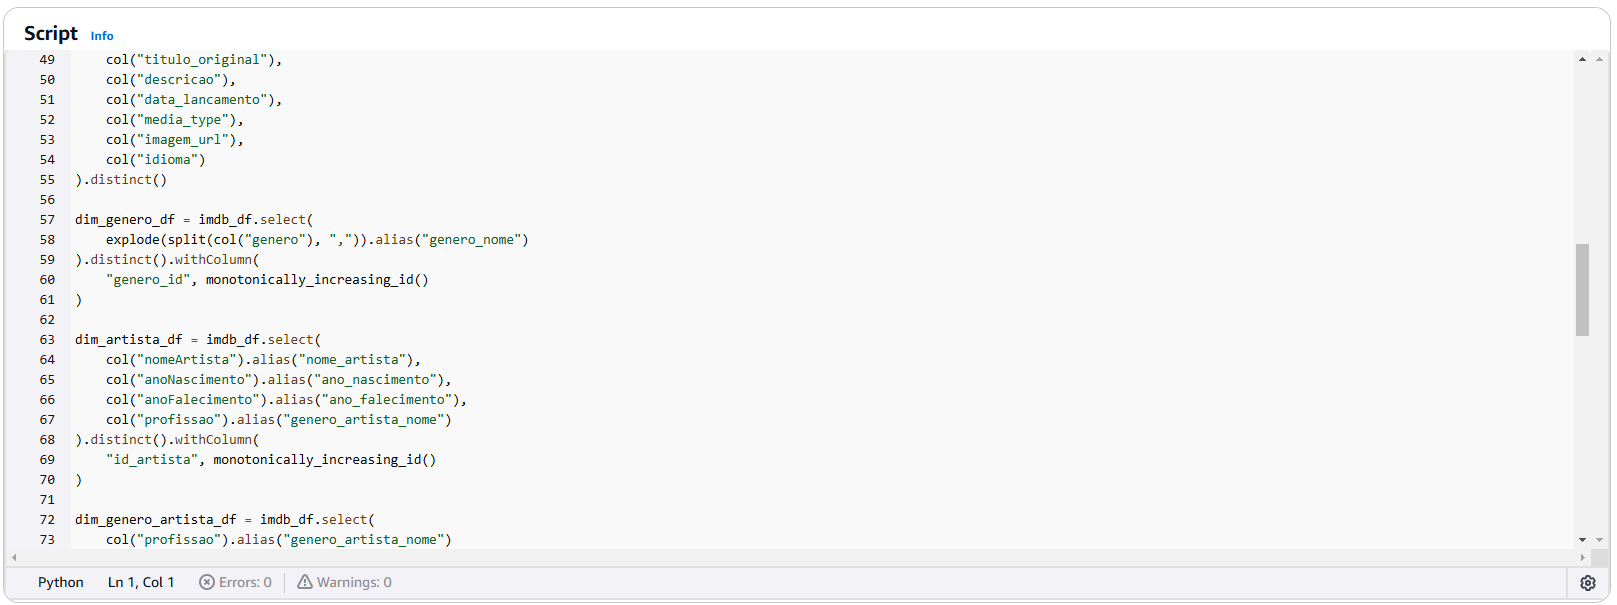 Script Info
49 col("titulo_original"),
50 col("descricao"),
51 col("data_lancamento"),
52 col("media_type"),
53 col("imagem_url"),
54 col("idioma")
55 ).distinct()
56
57 dim_genero_df = imdb_df.select(
58 explode(split(col("genero"), ",")).alias("genero_nome")
59 ).distinct().withColumn(
60 "genero_id", monotonically_increasing_id()
61 )
62
63 dim_artista_df = imdb_df.select(
64 col("nomeArtista").alias("nome_artista"),
65 col("anoNascimento").alias("ano_nascimento"),
66 col("anoFalecimento").alias("ano_falecimento"),
67 col("profissao").alias("genero_artista_nome")
68 ).distinct().withColumn(
69 "id_artista", monotonically_increasing_id()
70 )
71
72 dim_genero_artista_df = imdb_df.select(
73 col("profissao").alias("genero_artista_nome")
Python Ln 1, Col 1 Errors: 0 Warnings: 0